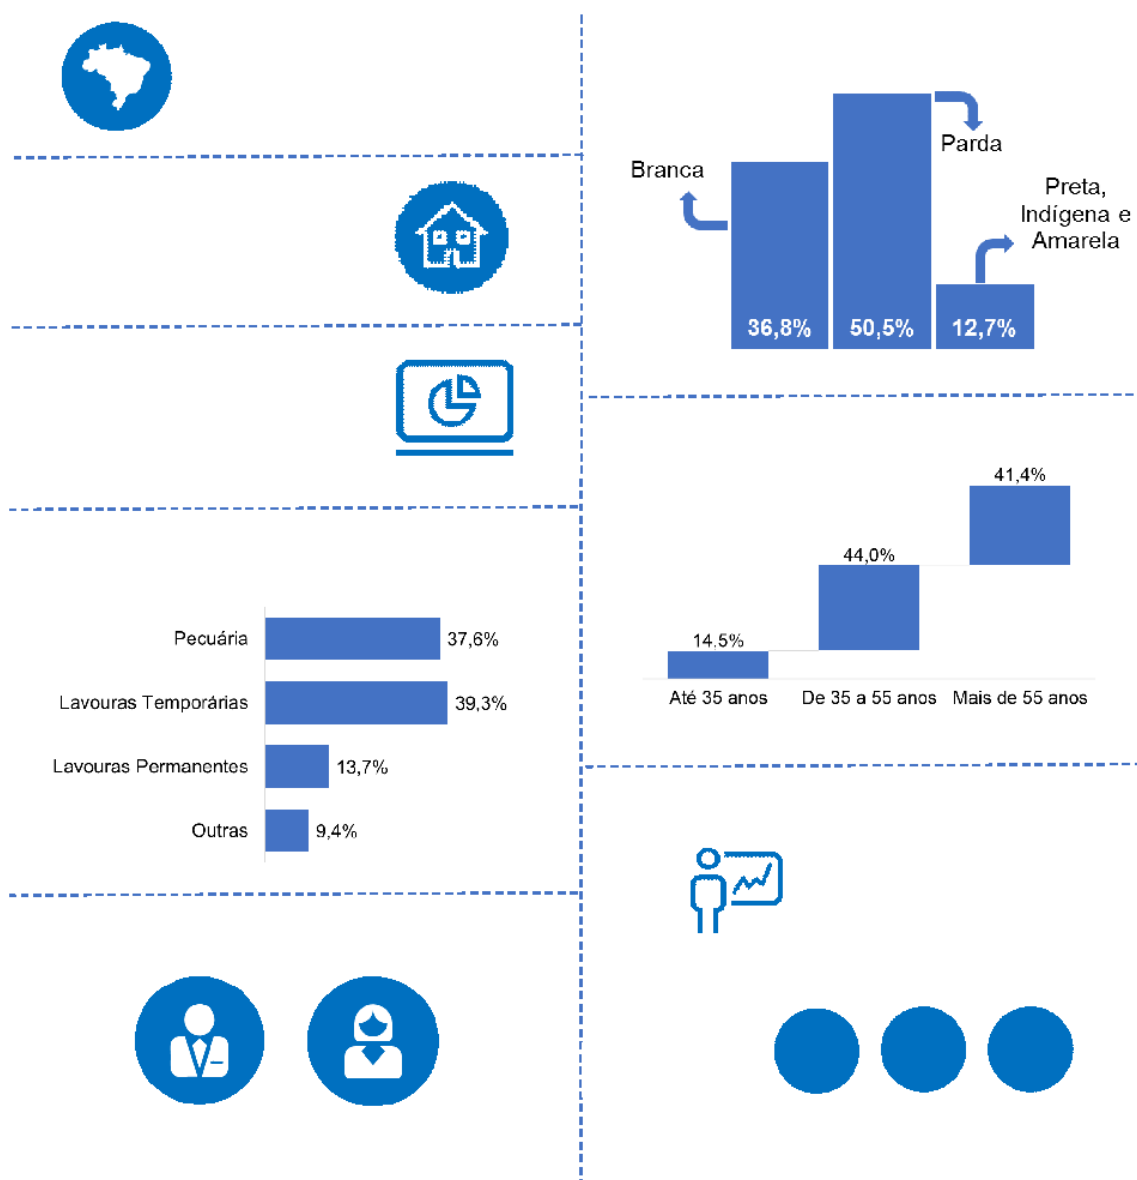 Pecuária
37,6%
Lavouras Temporárias
39,3%
Lavouras Permanentes
13,7%
Outras
9,4%
Branca
Parda
Preta,
Indígena e
Amarela
36,8%
50,5%
12,7%
41,4%
44,0%
14,5%
Até 35 anos
De 35 a 55 anos
Mais de 55 anos